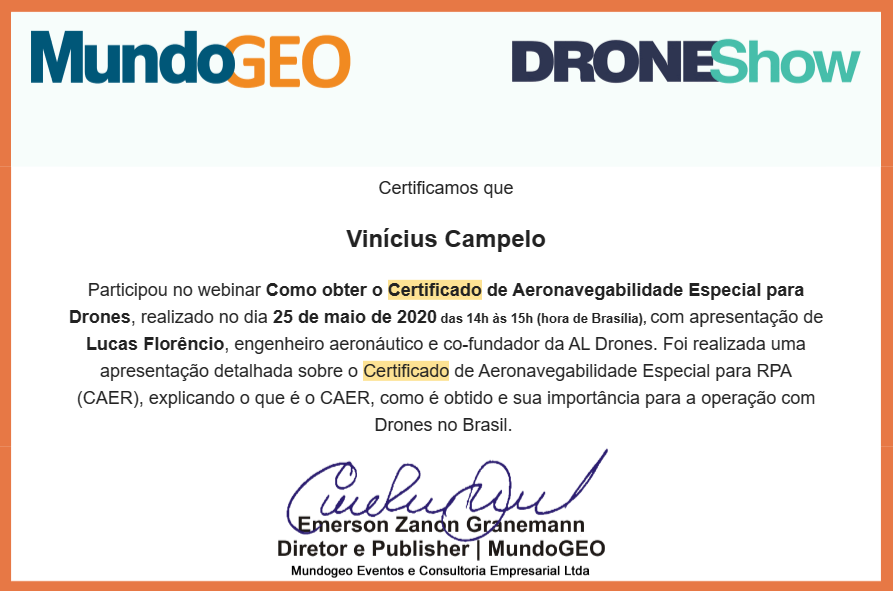 MundoGEO
DRONEShow
Certificamos que
Vinícius Campelo
Participou no webinar Como obter o Certificado de Aeronavegabilidade Especial para
Drones, realizado no dia 25 de maio de 2020 das 14h às 15h (hora de Brasília), com apresentação de
Lucas Florêncio, engenheiro aeronáutico e co-fundador da AL Drones. Foi realizada uma
apresentação detalhada sobre o Certificado de Aeronavegabilidade Especial para RPA
(CAER), explicando o que é o CAER, como é obtido e sua importância para a operação com
Drones no Brasil.
Emerson Zanon Granemann
Diretor e Publisher | MundoGEO
Mundogeo Eventos e Consultoria Empresarial Ltda